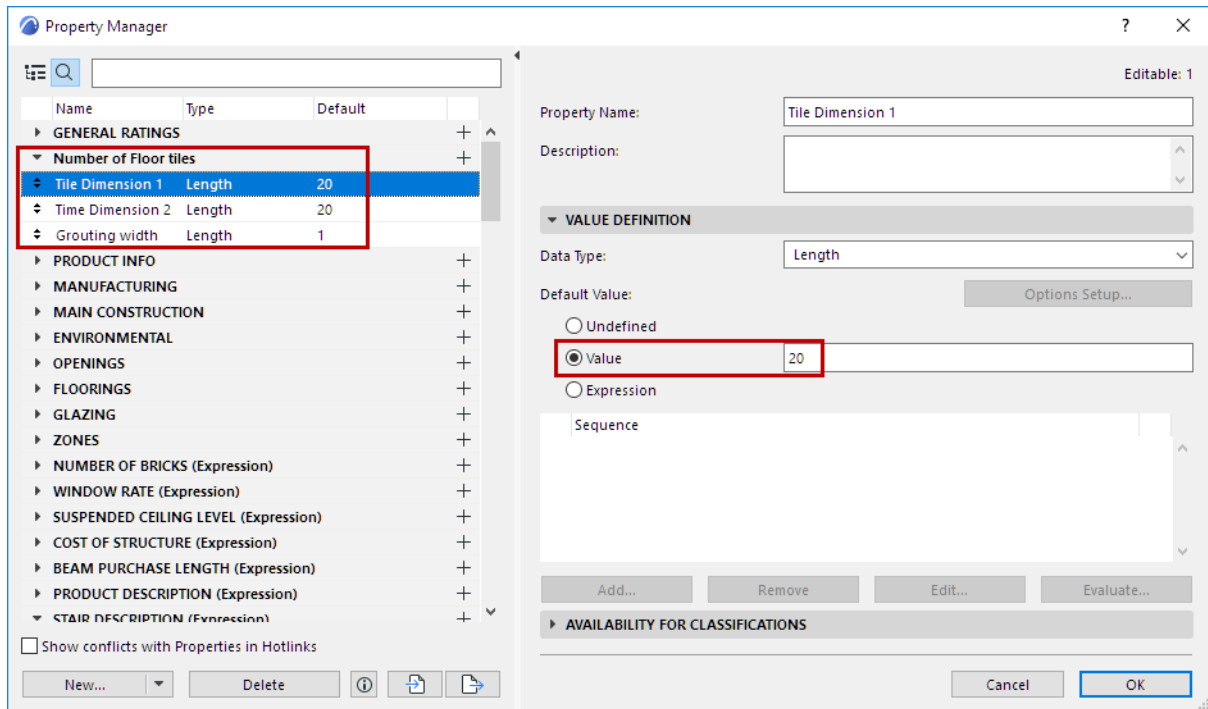 Property Manager
?
Editable: 1
Name Type Default
GENERAL RATINGS
Number of Floor tiles
Tile Dimension 1 Length 20
Time Dimension 2 Length 20
Grouting width Length 1
PRODUCT INFO
MANUFACTURING
MAIN CONSTRUCTION
ENVIRONMENTAL
OPENINGS
FLOORINGS
GLAZING
ZONES
NUMBER OF BRICKS (Expression)
WINDOW RATE (Expression)
SUSPENDED CEILING LEVEL (Expression)
COST OF STRUCTURE (Expression)
BEAM PURCHASE LENGTH (Expression)
PRODUCT DESCRIPTION (Expression)
STAIR DESCRIPTION (Expression)
Show conflicts with Properties in Hotlinks
New... Delete
Property Name: Tile Dimension 1
Description:
VALUE DEFINITION
Data Type: Length
Default Value: Options Setup...
Undefined
Value 20
Expression
Sequence
Add... Remove Edit... Evaluate...
AVAILABILITY FOR CLASSIFICATIONS
Cancel OK